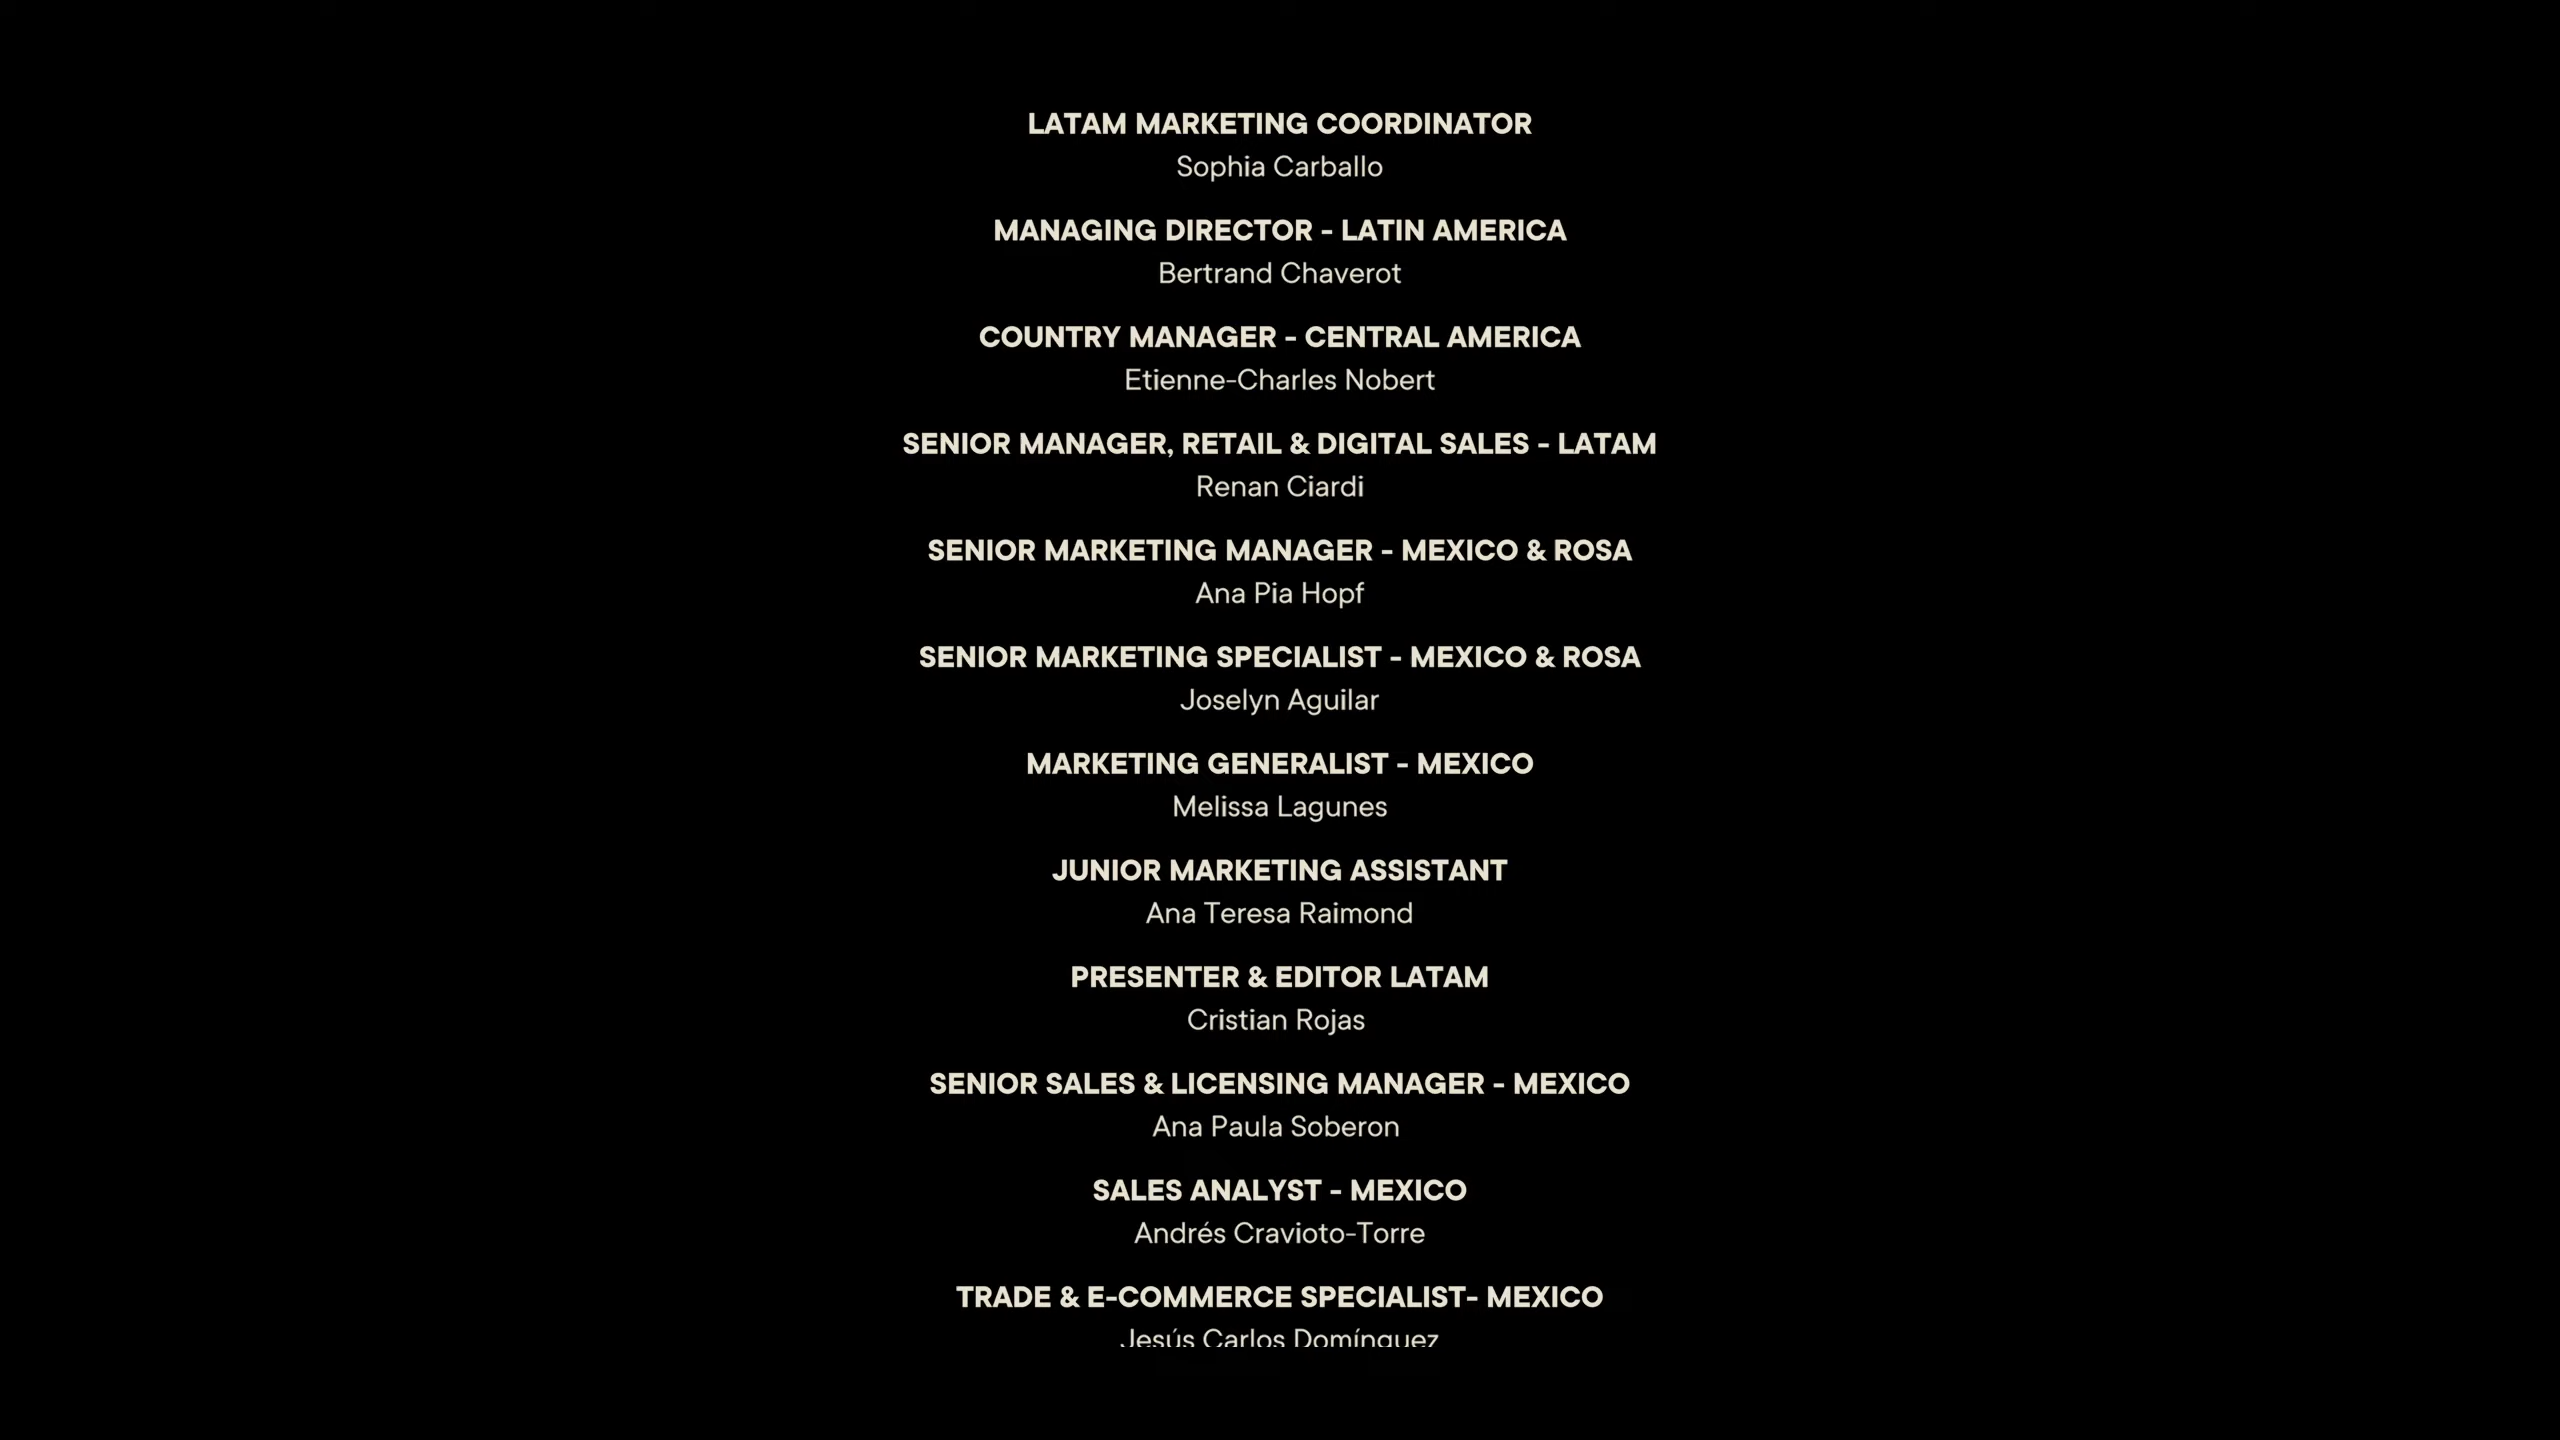 LATAM MARKETING COORDINATOR
Sophia Carballo
MANAGING DIRECTOR - LATIN AMERICA
Bertrand Chaverot
COUNTRY MANAGER - CENTRAL AMERICA
Etienne-Charles Nobert
SENIOR MANAGER, RETAIL & DIGITAL SALES - LATAM
Renan Ciardi
SENIOR MARKETING MANAGER - MEXICO & ROSA
Ana Pia Hopf
SENIOR MARKETING SPECIALIST - MEXICO & ROSA
Joselyn Aguilar
MARKETING GENERALIST - MEXICO
Melissa Lagunes
JUNIOR MARKETING ASSISTANT
Ana Teresa Raimond
PRESENTER & EDITOR LATAM
Cristian Rojas
SENIOR SALES & LICENSING MANAGER - MEXICO
Ana Paula Soberon
SALES ANALYST - MEXICO
Andrés Cravioto-Torre
TRADE & E-COMMERCE SPECIALIST- MEXICO
Jesús Carlos Domínguez